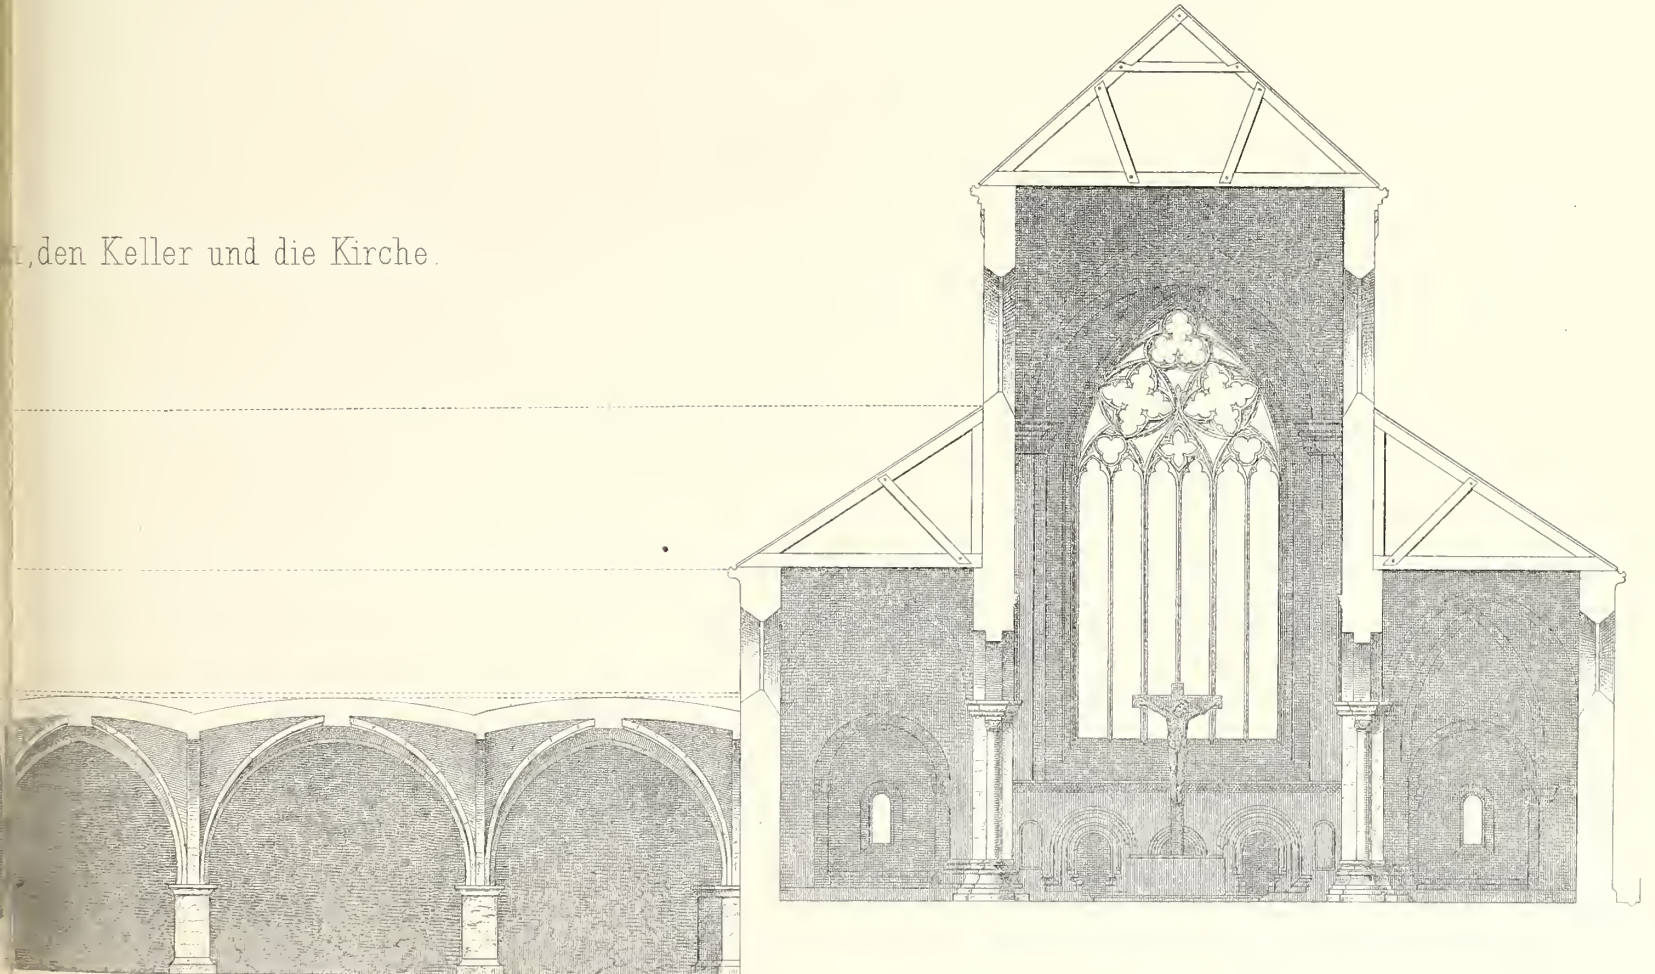 , den Keller und die Kirche.